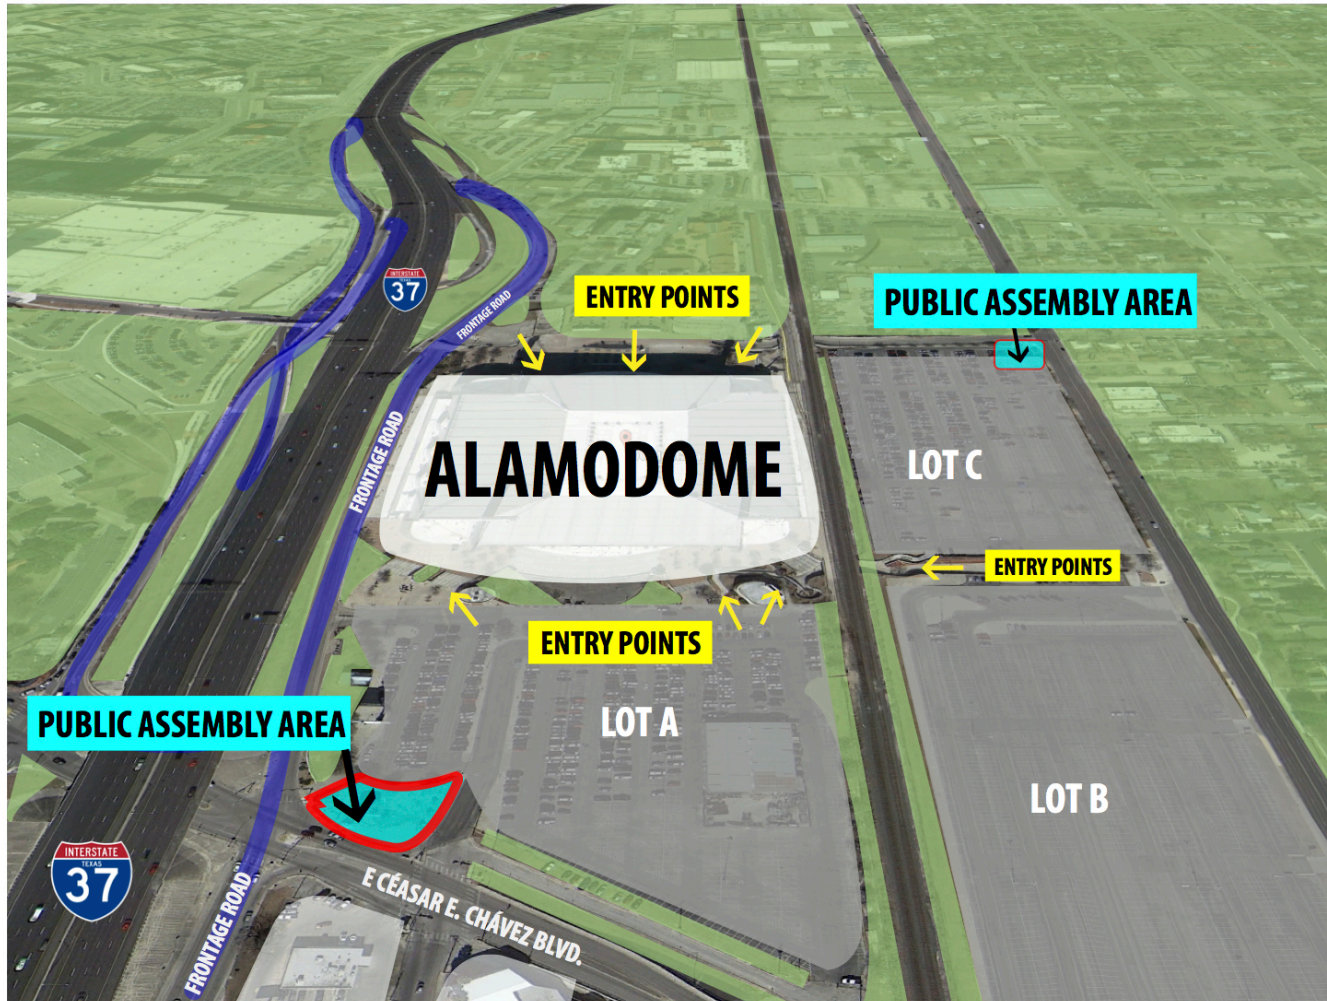 INTERSTATE
TEXAS
37
FRONTAGE ROAD
ENTRY POINTS
PUBLIC ASSEMBLY AREA
FRONTAGE ROAD
ALAMODOME
LOT C
ENTRY POINTS
ENTRY POINTS
PUBLIC ASSEMBLY AREA
LOT A
LOT B
INTERSTATE
TEXAS
37
FRONTAGE ROAD
E CÉASAR E. CHÁVEZ BLVD.